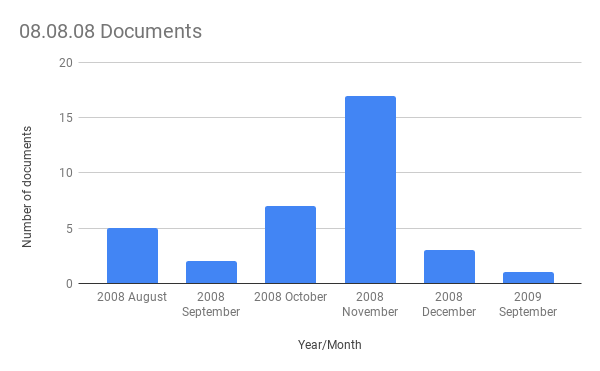 08.08.08 Documents
Number of documents
20
15
10
5
0
2008 August
2008
September
2008 October
2008
November
2008
December
2009
September
Year/Month